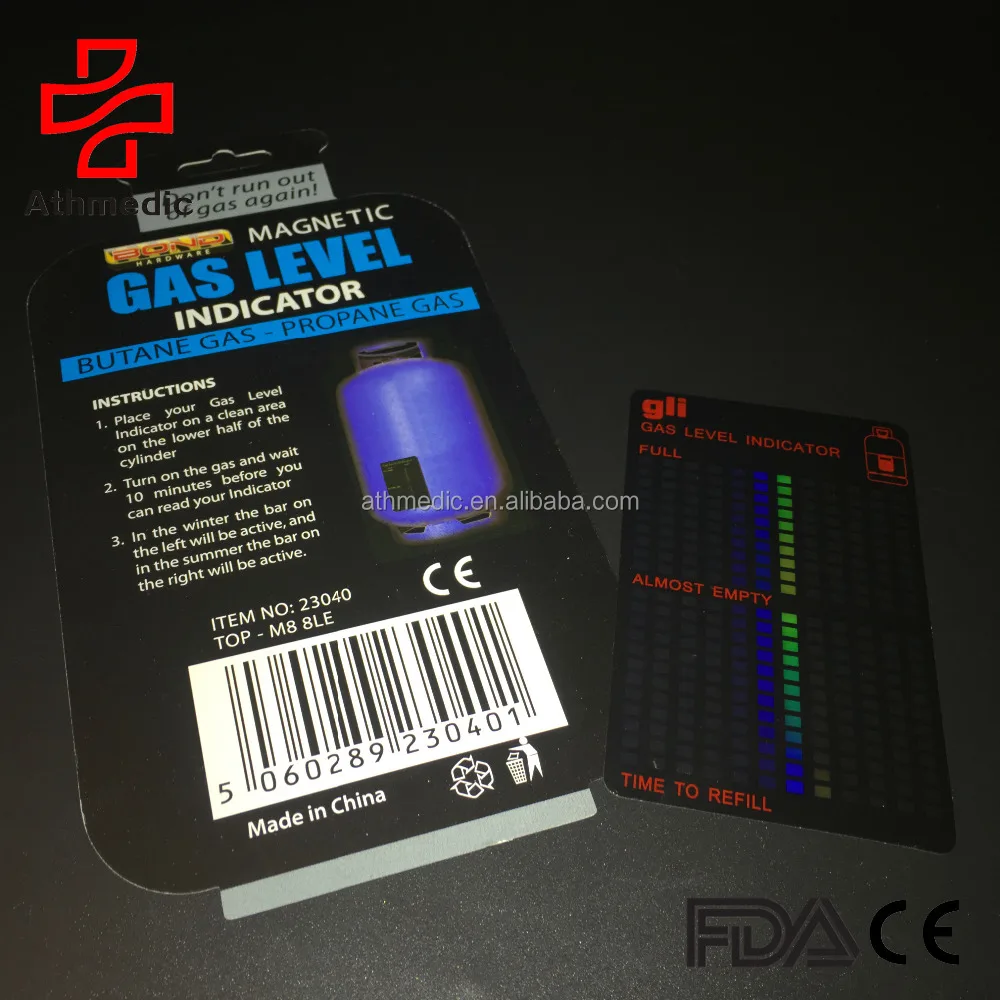 Athmedic
Don't run out
of gas again!
BOND
HARDWARE
MAGNETIC
GAS LEVEL
INDICATOR
BUTANE GAS - PROPANE GAS
INSTRUCTIONS
1. Place your Gas Level
Indicator on a clean area
on the lower half of the
cylinder
2. Turn on the gas and wait
10 minutes before you
can read your Indicator
3. In the winter the bar on
the left will be active, and
in the summer the bar on
the right will be active.
CE
ITEM NO: 23040
TOP - M8 8LE
5 060289 230401
Made in China
athmedic.en.alibaba.com
gli
GAS LEVEL INDICATOR
FULL
ALMOST EMPTY
TIME TO REFILL
FDA CE